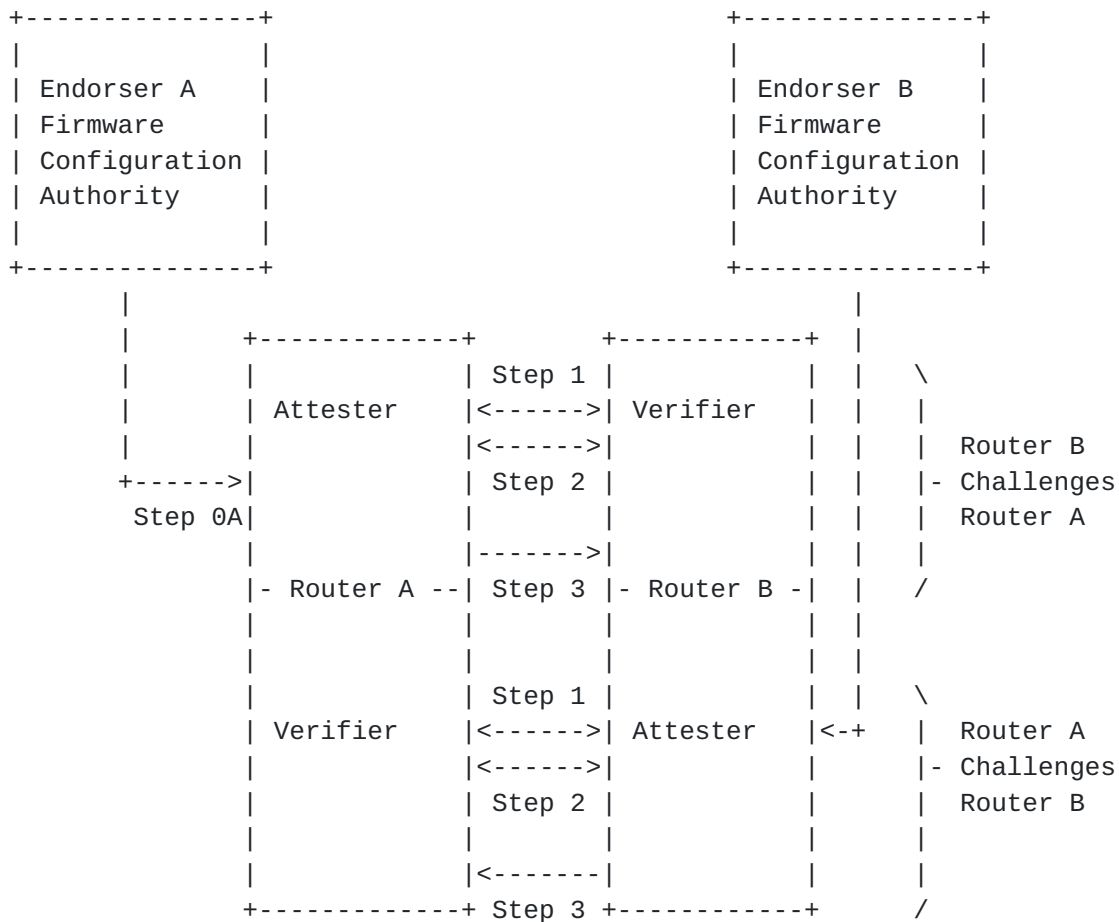 Endorser A
Firmware
Configuration
Authority
Endorser B
Firmware
Configuration
Authority
Step 1
Attester
Verifier
Step 2
Step 0A
Router B
Challenges
Router A
- Router A --
Step 3
- Router B -
Step 1
Verifier
Attester
Step 2
Router A
- Challenges
Router B
Step 3